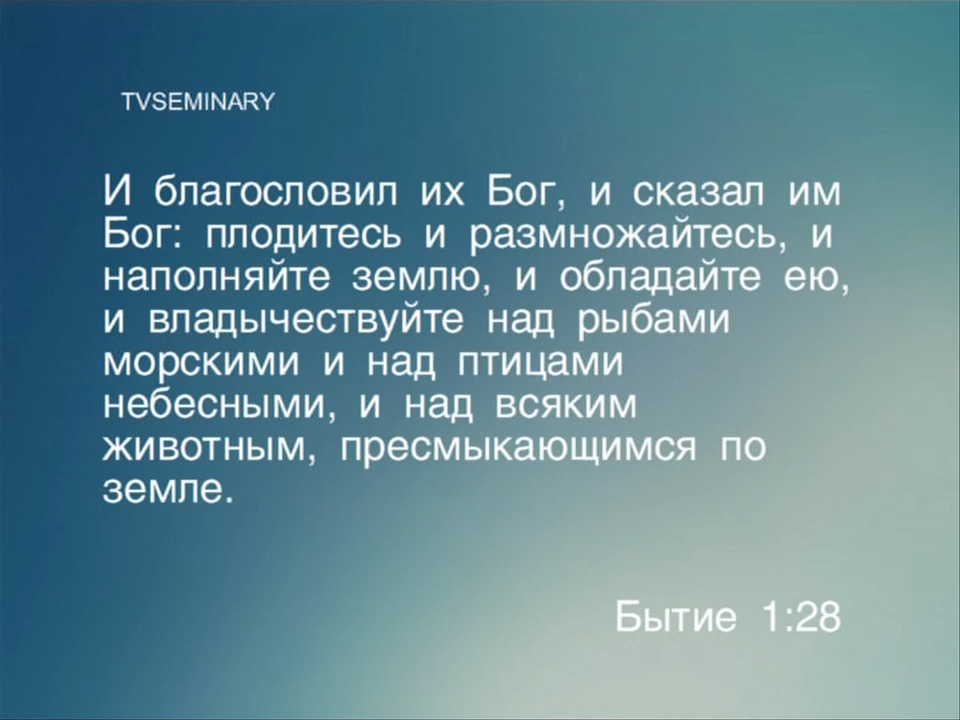 TVSEMINARY
И благословил их Бог, и сказал им
Бог: плодитесь и размножайтесь, и
наполняйте землю, и обладайте ею,
и владычествуйте над рыбами
морскими и над птицами
небесными, и над всяким
животным, пресмыкающимся по
земле.
Бытие 1:28